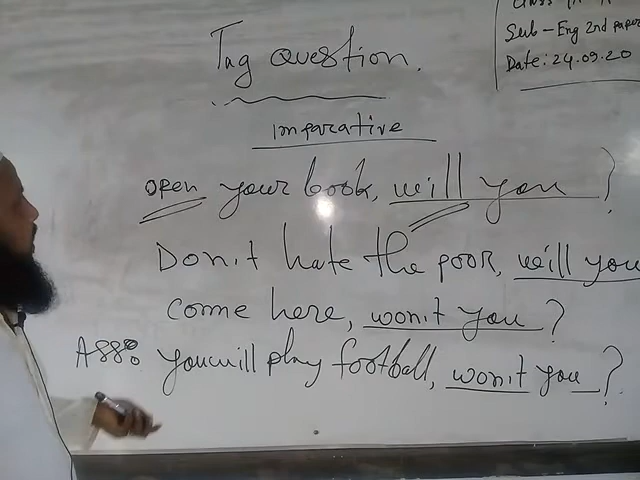 Sub - Eng 2nd paper
Date: 24.09.20
Tag question.
imparative
open your book, will you?
Don't hate the poor, will you
come here, won't you?
Ass: you will play football, won't you?